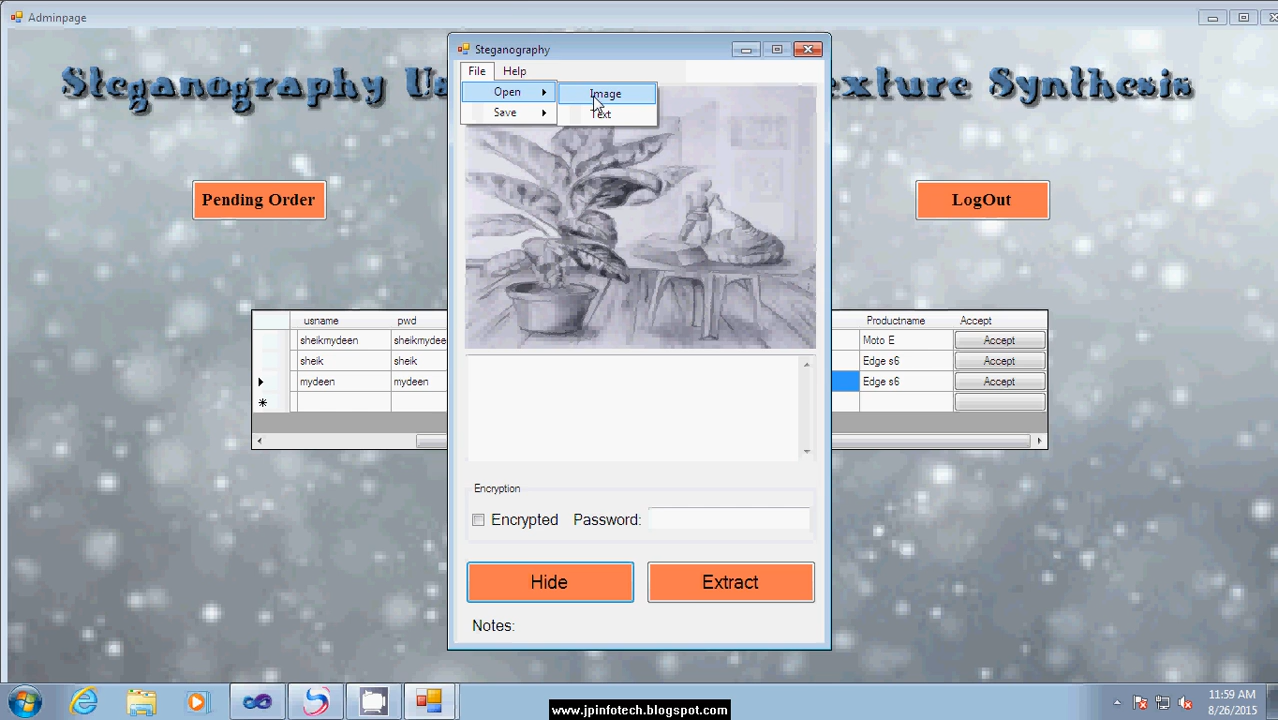 Adminpage
Steganography Us
exture Synthesis
Steganography
File Help
Open Image
Save Text
Pending Order
LogOut
usname pwd
sheikmydeen sheikmydee
sheik sheik
mydeen mydeen
Productname Accept
Moto E Accept
Edge s6 Accept
Edge s6 Accept
Encryption
Encrypted Password:
Hide Extract
Notes:
11:59 AM
8/26/2015
www.jpinfotech.blogspot.com